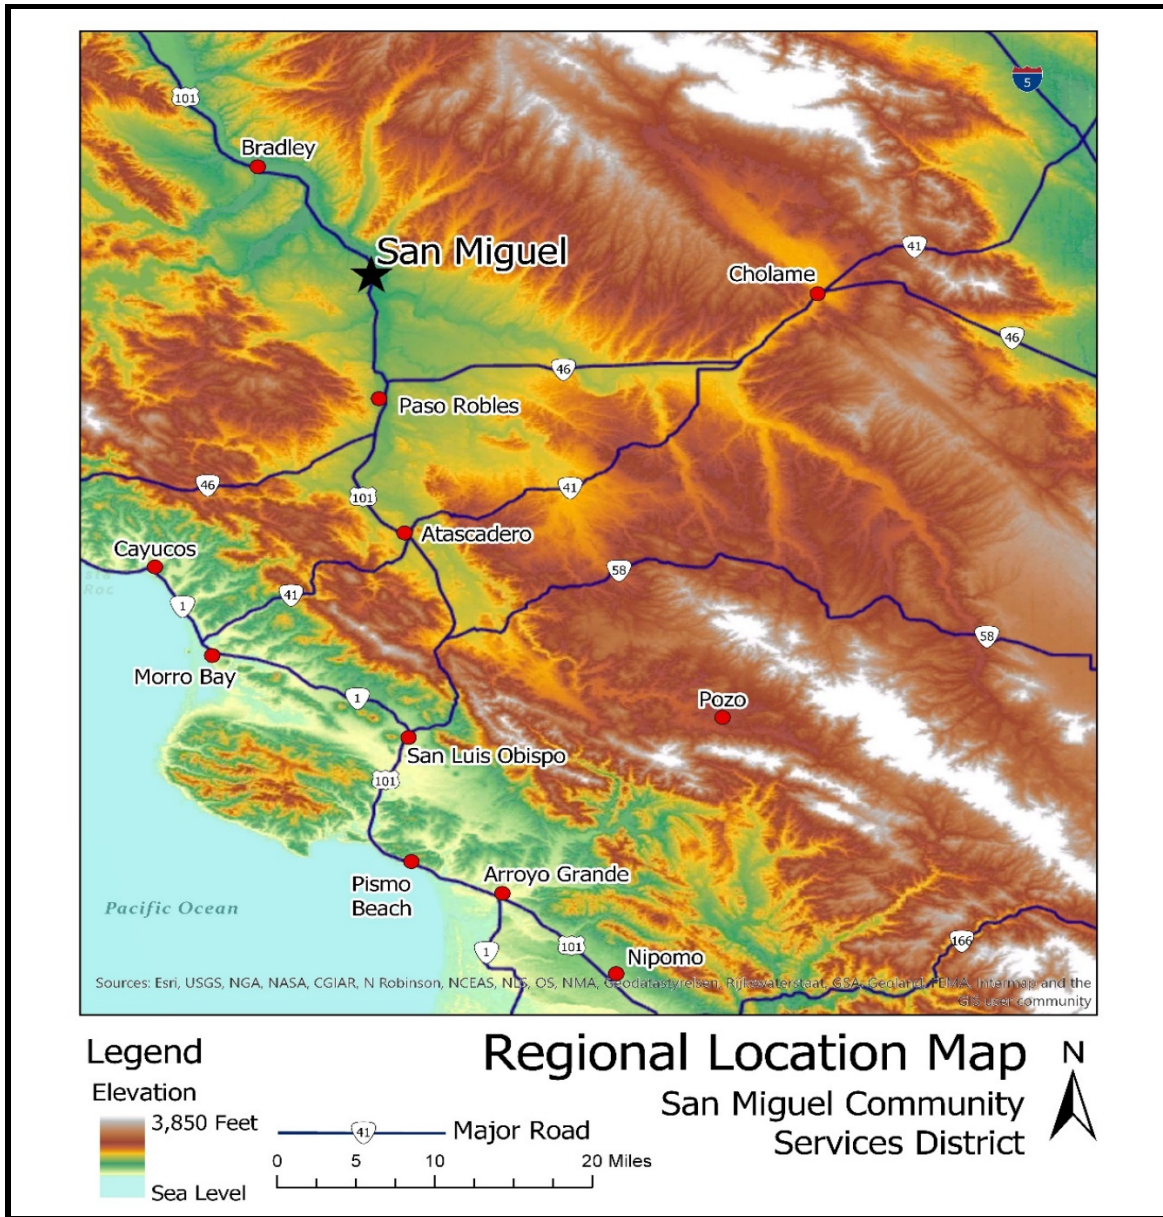 5
101
Bradley
San Miguel
41
Cholame
46
46
Paso Robles
46
101
41
Atascadero
Cayucos
58
41
1
58
Morro Bay
1
Pozo
San Luis Obispo
101
Pismo
Beach
Arroyo Grande
Pacific Ocean
166
101
1
Nipomo
Sources: Esri, USGS, NGA, NASA, CGIAR, N Robinson, NCEAS, NLS, OS, NMA, Geodatastyrelsen, Rijkswaterstaat, GSA, Geoland, FEMA, Intermap and the
GIS user community
Legend
Elevation
3,850 Feet
Sea Level
41
Major Road
0 5 10 20 Miles
Regional Location Map
San Miguel Community
Services District
N